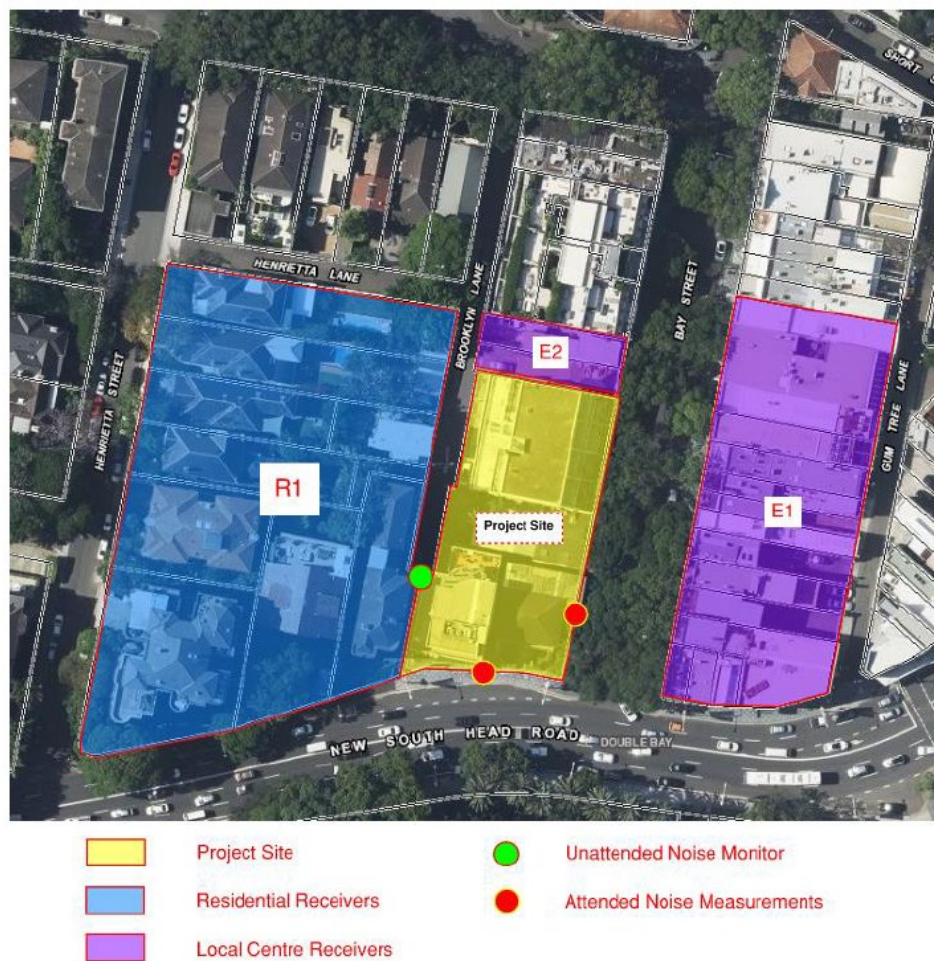 SHORT S
HENRIETTA LANE
BROOKLYN LANE
BAY STREET
E2
HENRIETTA STREET
GUM TREE LANE
R1
Project Site
E1
NEW SOUTH HEAD ROAD
DOUBLE BAY
Project Site
Unattended Noise Monitor
Residential Receivers
Attended Noise Measurements
Local Centre Receivers